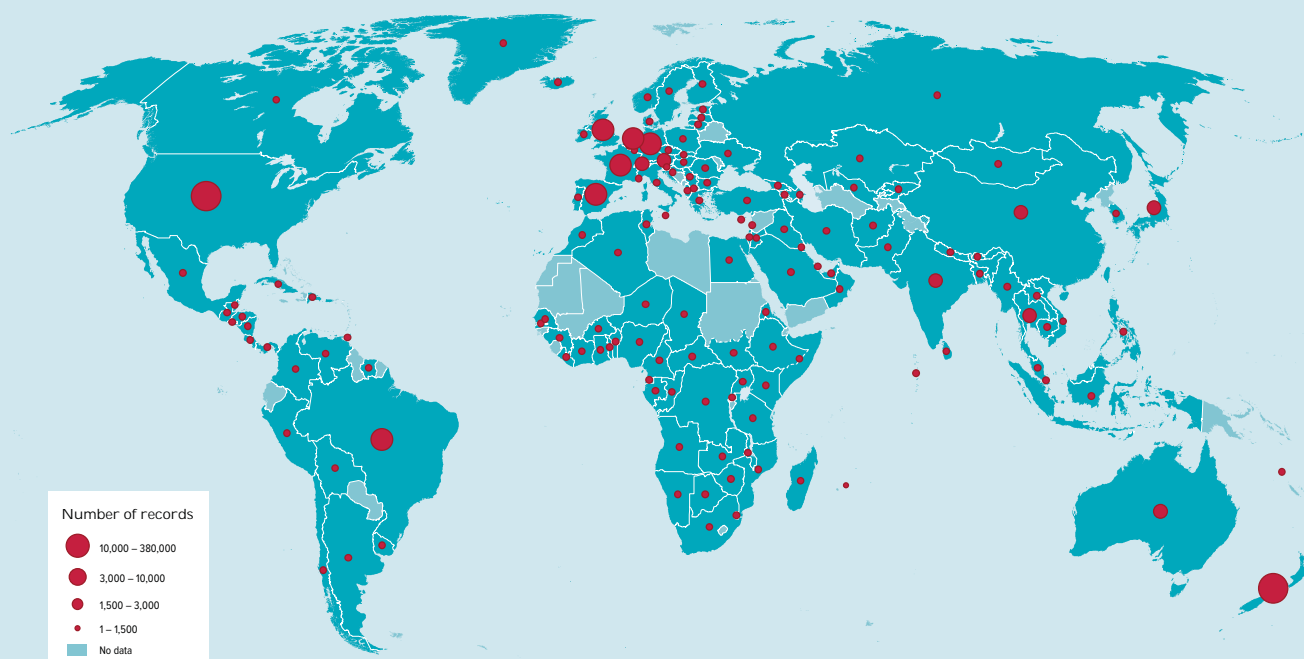 Number of records
10,000 – 380,000
3,000 – 10,000
1,500 – 3,000
1 – 1,500
No data